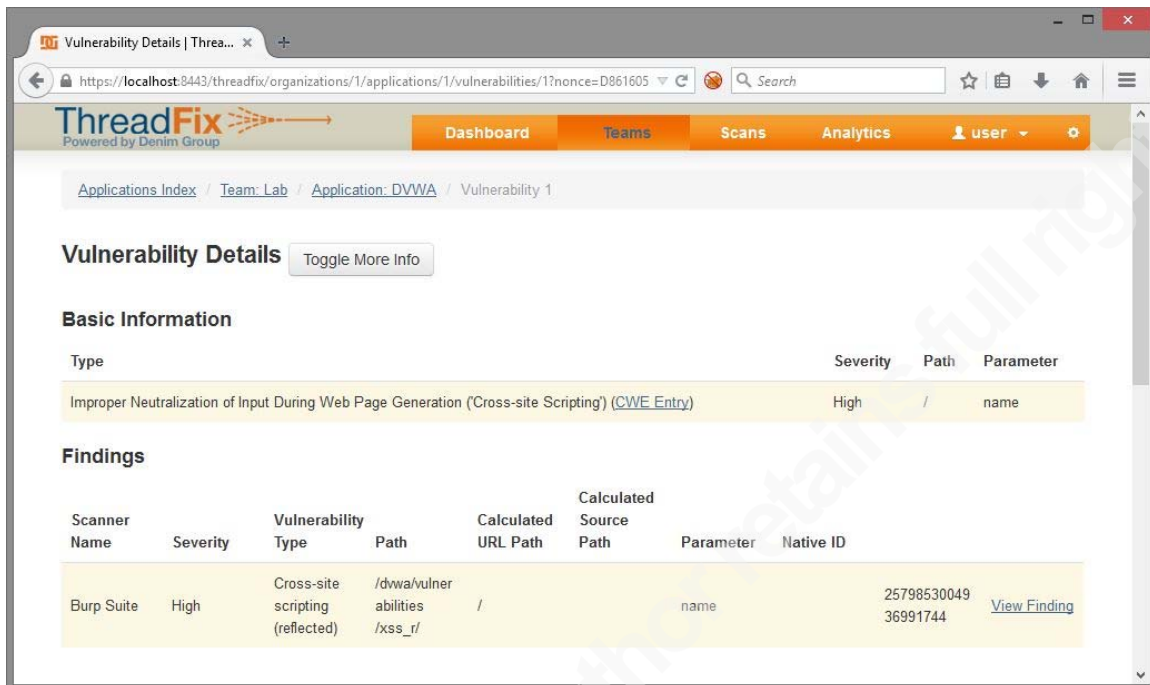 Vulnerability Details | Threa...
https://localhost:8443/threadfix/organizations/1/applications/1/vulnerabilities/1?nonce=D861605
Search
ThreadFix
Powered by Denim Group
Dashboard Teams Scans Analytics user
Applications Index / Team: Lab / Application: DVWA / Vulnerability 1
Vulnerability Details Toggle More Info
Basic Information
Type Severity Path Parameter
Improper Neutralization of Input During Web Page Generation ('Cross-site Scripting') (CWE Entry) High / name
Findings
Scanner Name Severity Vulnerability Type Path Calculated URL Path Calculated Source Path Parameter Native ID
Burp Suite High Cross-site scripting (reflected) /dvwa/vulner abilities /xss_r/ / name 25798530049 36991744 View Finding
thor retains full righ